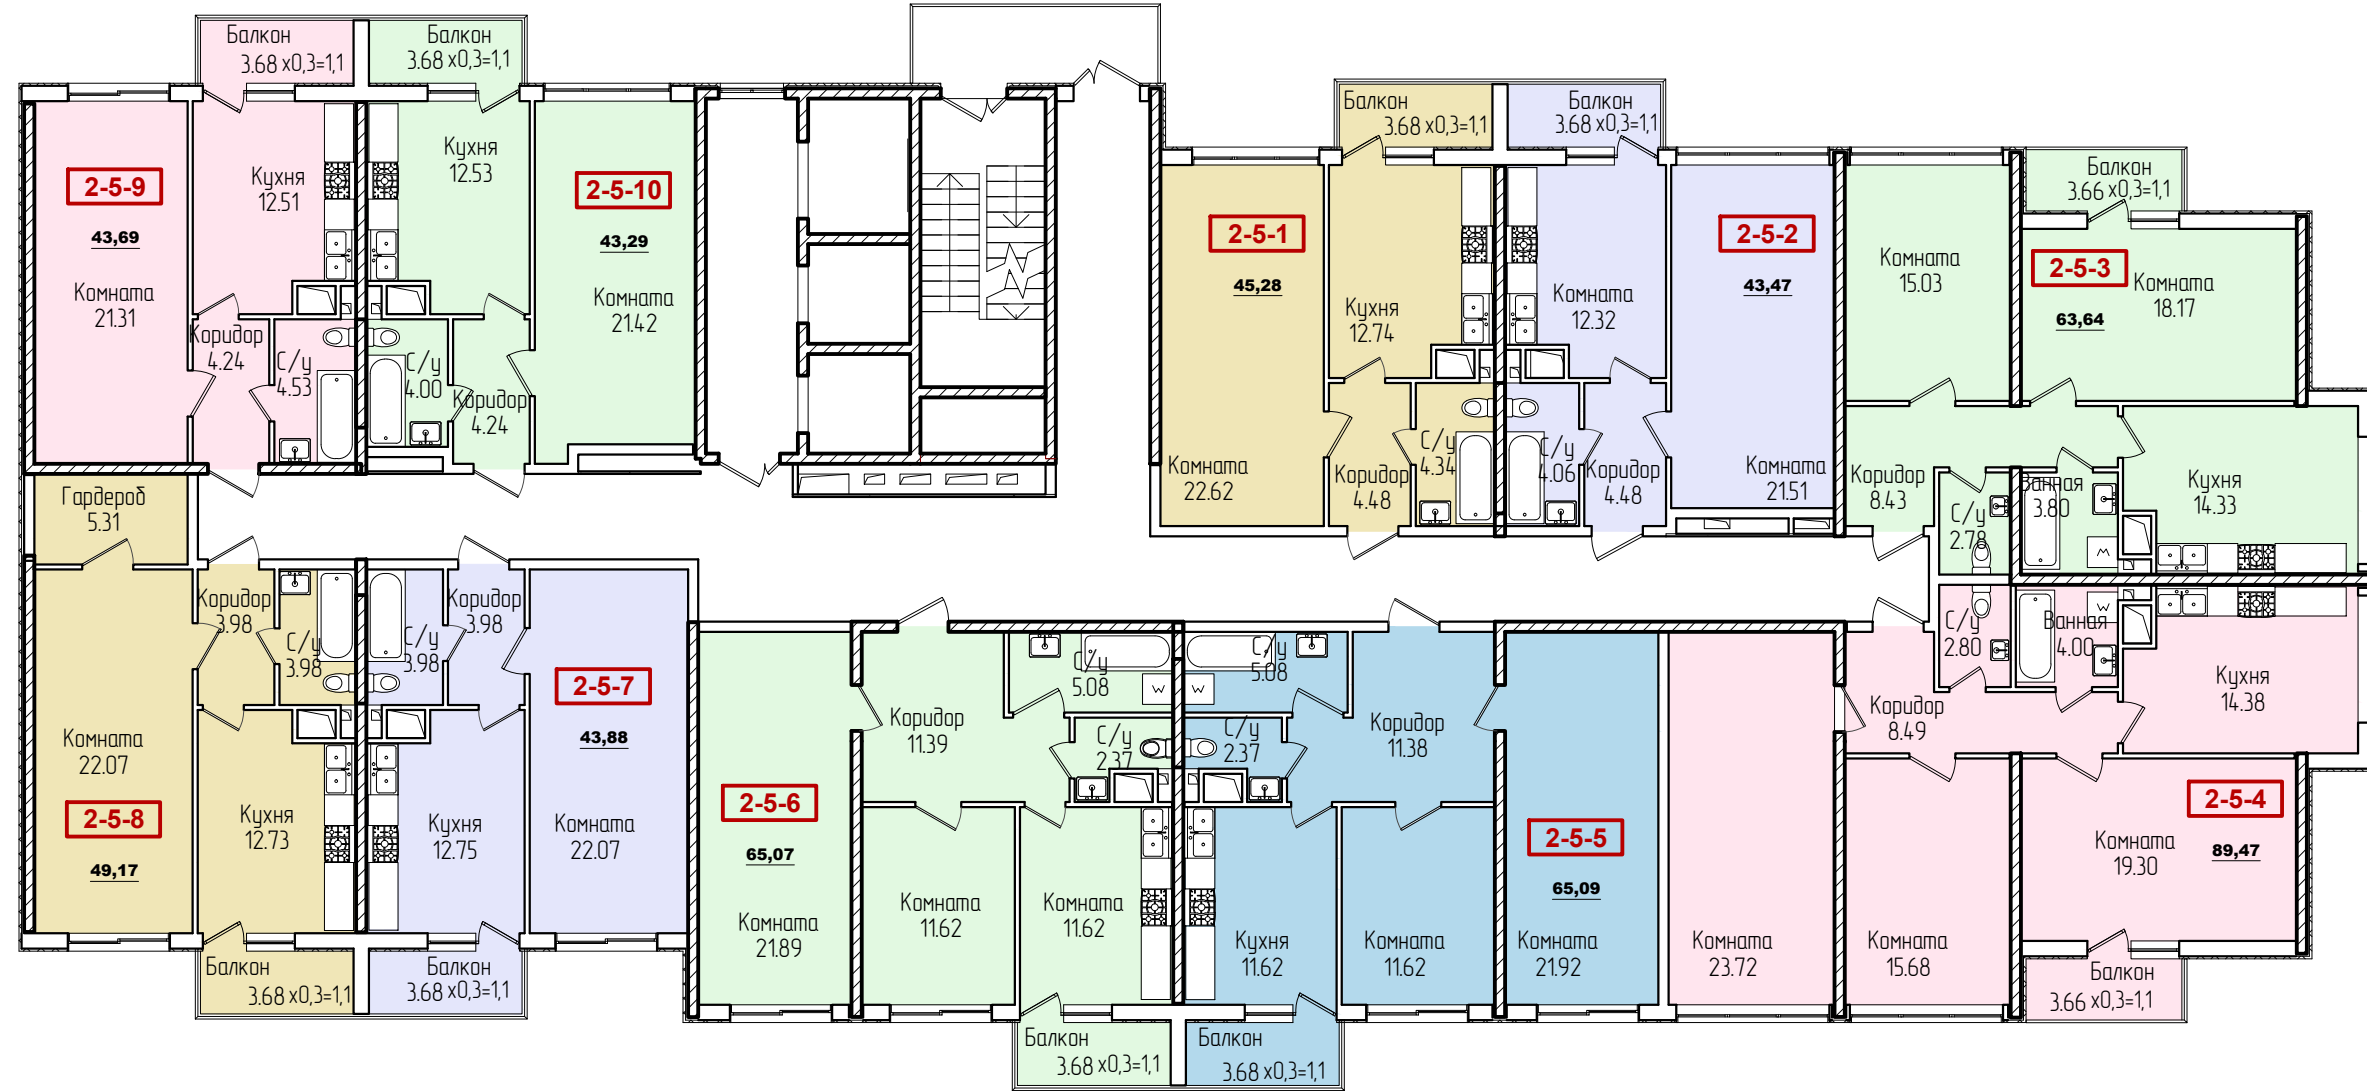 Балкон
3.68 x0,3=1,1
Кухня
12.51
2-5-9
43,69
Комната
21.31
Коридор
4.24
С/у
4.53
Балкон
3.68 x0,3=1,1
Кухня
12.53
2-5-10
43,29
Комната
21.42
С/у
4.00
Коридор
4.24
Балкон
3.68 x0,3=1,1
2-5-1
45,28
Кухня
12.74
Комната
22.62
Коридор
4.48
С/у
4.34
Балкон
3.68 x0,3=1,1
2-5-2
43,47
Комната
12.32
С/у
4.06
Коридор
4.48
Комната
21.51
Балкон
3.66 x0,3=1,1
Комната
15.03
2-5-3
Комната
18.17
63,64
Коридор
8.43
С/у
2.78
Ванная
3.80
Кухня
14.33
Гардероб
5.31
Коридор
3.98
С/у
3.98
Комната
22.07
2-5-8
49,17
Кухня
12.73
Балкон
3.68 x0,3=1,1
С/у
3.98
Коридор
3.98
2-5-7
43,88
Кухня
12.75
Комната
22.07
Балкон
3.68 x0,3=1,1
Коридор
11.39
С/у
5.08
W
С/у
2.37
2-5-6
65,07
Комната
21.89
Комната
11.62
Комната
11.62
Балкон
3.68 x0,3=1,1
С/у
5.08
W
С/у
2.37
Коридор
11.38
2-5-5
65,09
Кухня
11.62
Комната
11.62
Комната
21.92
Балкон
3.68 x0,3=1,1
С/у
2.80
W
Ванная
4.00
Кухня
14.38
Коридор
8.49
2-5-4
89,47
Комната
19.30
Комната
23.72
Комната
15.68
Балкон
3.66 x0,3=1,1